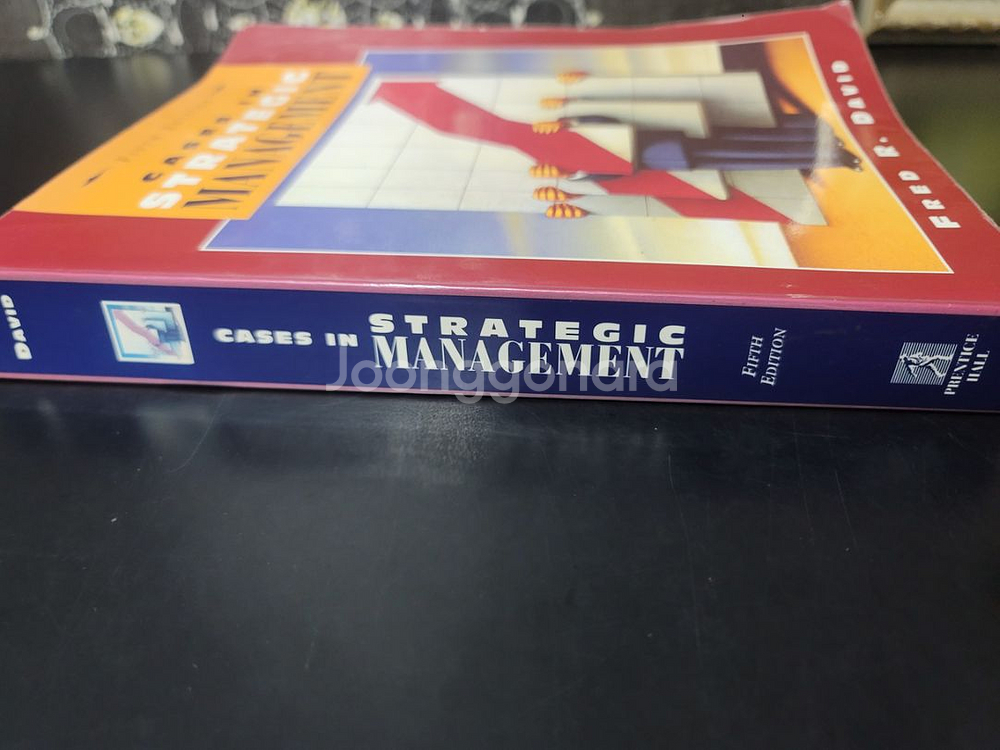 CASES IN
STRATEGIC
MANAGEMENT
FRED R. DAVID
DAVID
CASES IN
STRATEGIC
MANAGEMENT
FIFTH
EDITION
PRENTICE
HALL
Joonggonara